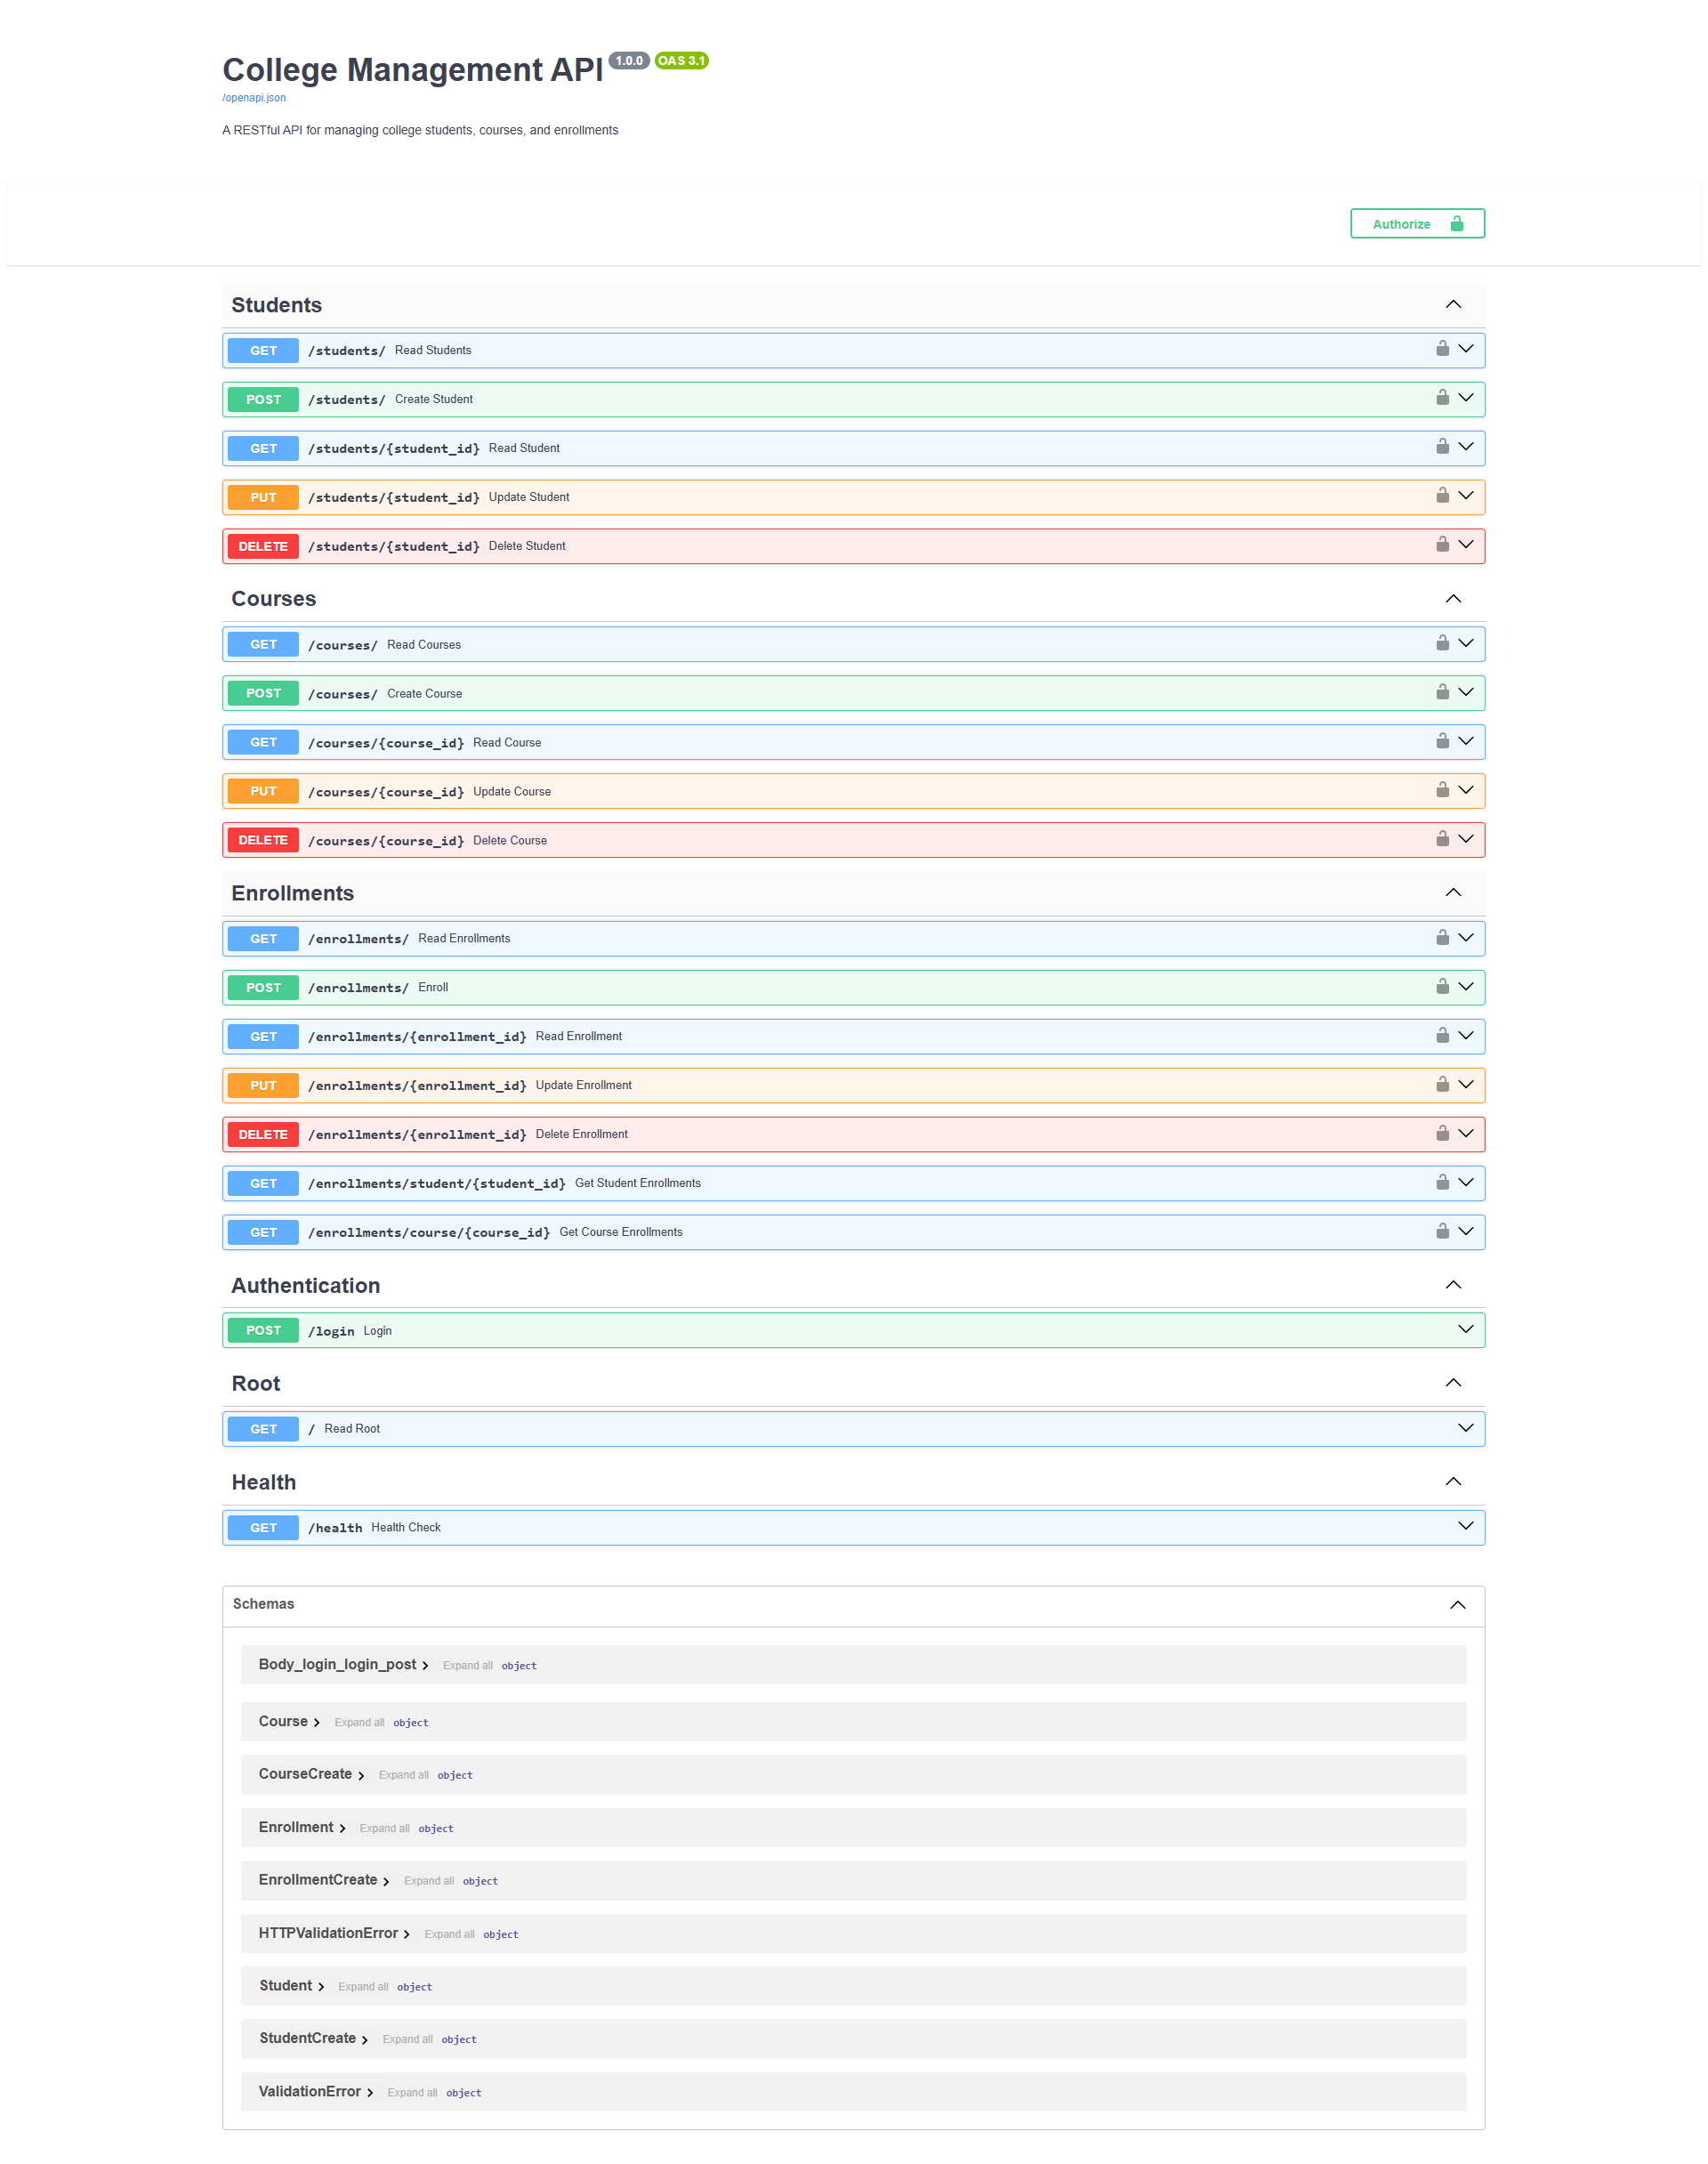 College Management API 1.0.0 OAS 3.1
/openapi.json
A RESTful API for managing college students, courses, and enrollments
Authorize
Students
GET /students/ Read Students
POST /students/ Create Student
GET /students/{student_id} Read Student
PUT /students/{student_id} Update Student
DELETE /students/{student_id} Delete Student
Courses
GET /courses/ Read Courses
POST /courses/ Create Course
GET /courses/{course_id} Read Course
PUT /courses/{course_id} Update Course
DELETE /courses/{course_id} Delete Course
Enrollments
GET /enrollments/ Read Enrollments
POST /enrollments/ Enroll
GET /enrollments/{enrollment_id} Read Enrollment
PUT /enrollments/{enrollment_id} Update Enrollment
DELETE /enrollments/{enrollment_id} Delete Enrollment
GET /enrollments/student/{student_id} Get Student Enrollments
GET /enrollments/course/{course_id} Get Course Enrollments
Authentication
POST /login Login
Root
GET / Read Root
Health
GET /health Health Check
Schemas
Body_login_login_post Expand all object
Course Expand all object
CourseCreate Expand all object
Enrollment Expand all object
EnrollmentCreate Expand all object
HTTPValidationError Expand all object
Student Expand all object
StudentCreate Expand all object
ValidationError Expand all object